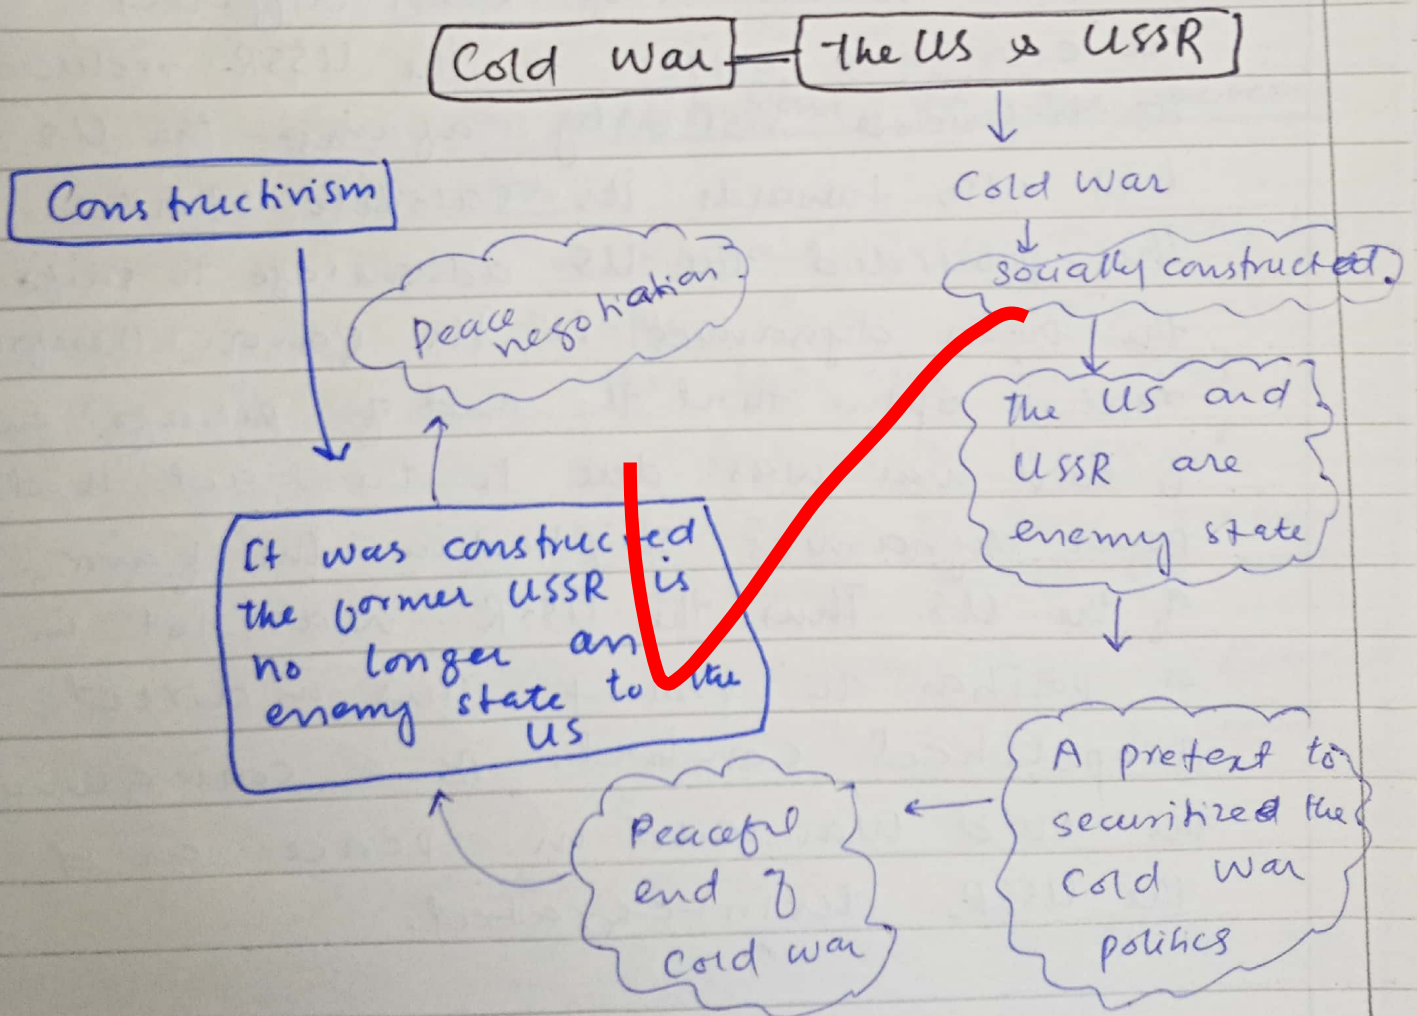 Cold War
the US & USSR
Cold War
Constructivism
socially constructed.
Peace
negotiation.
the US and
USSR are
enemy state
It was constructed
the former USSR is
no longer an
enemy state to the
US
A pretext to
securitized the
Cold War
politics
Peaceful
end of
Cold war